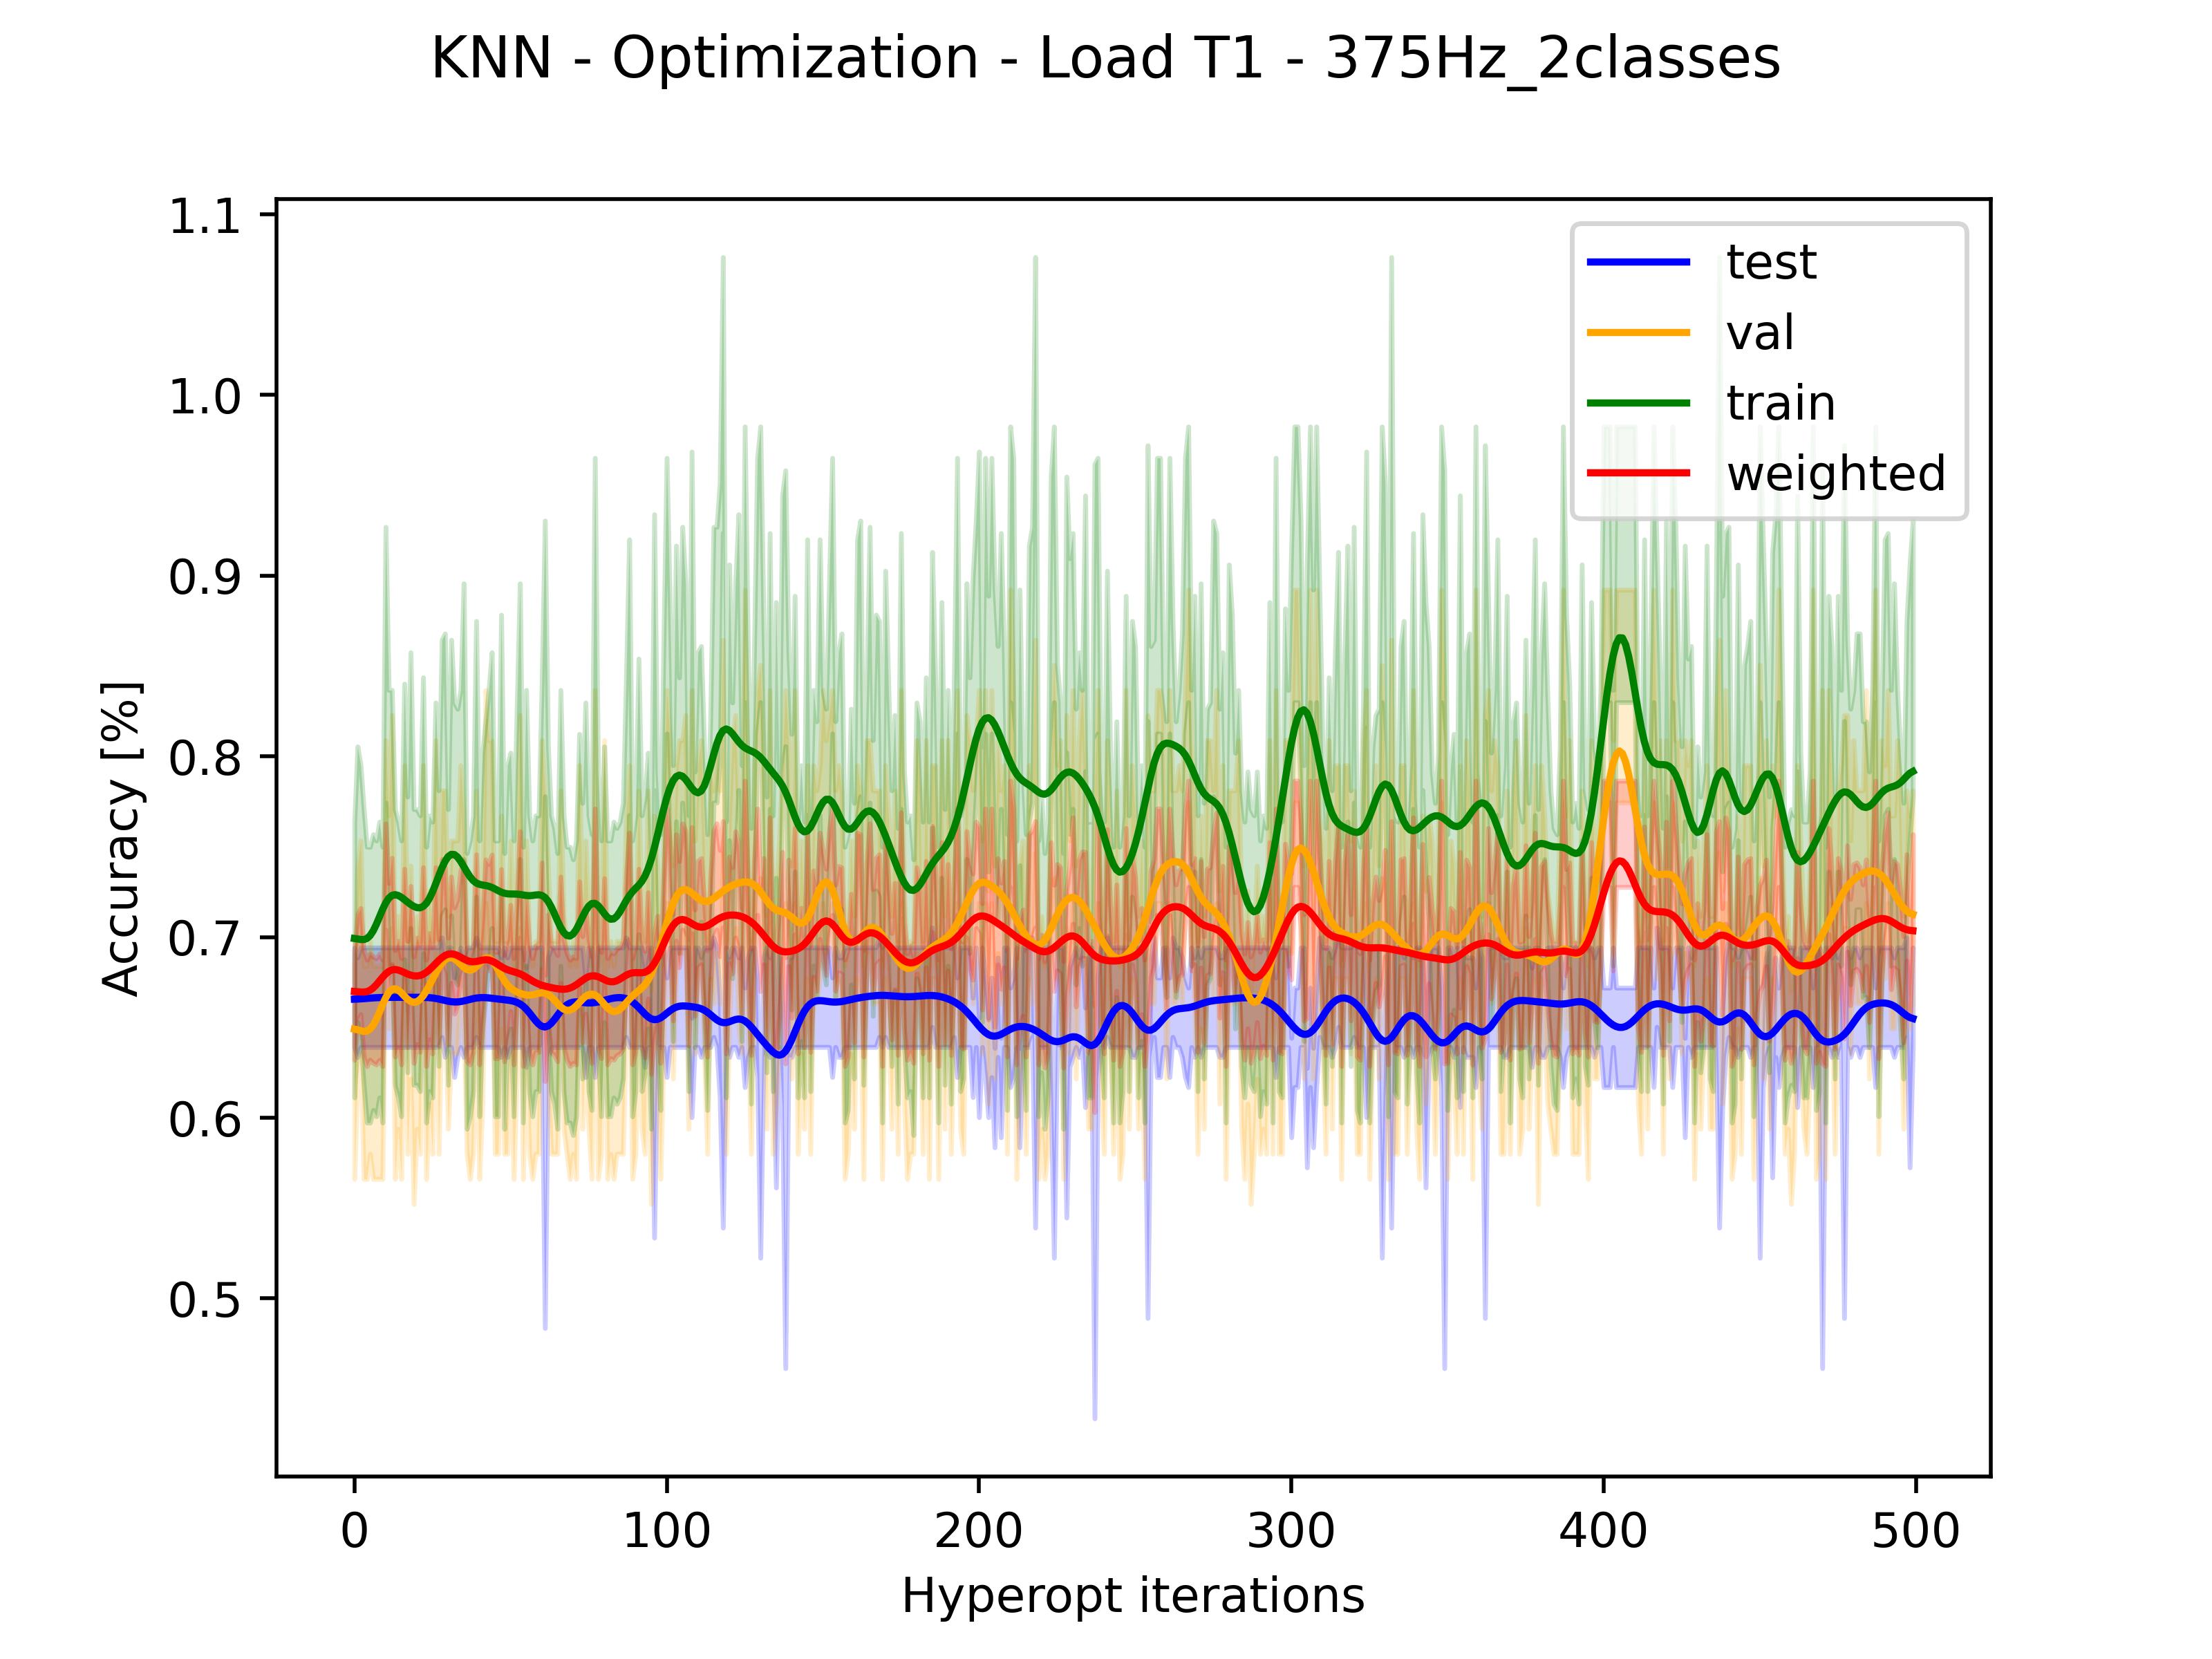 KNN - Optimization - Load T1 - 375Hz_2classes
1.1
1.0
0.9
0.8
0.7
0.6
0.5
Accuracy [%]
test
val
train
weighted
0 100 200 300 400 500
Hyperopt iterations